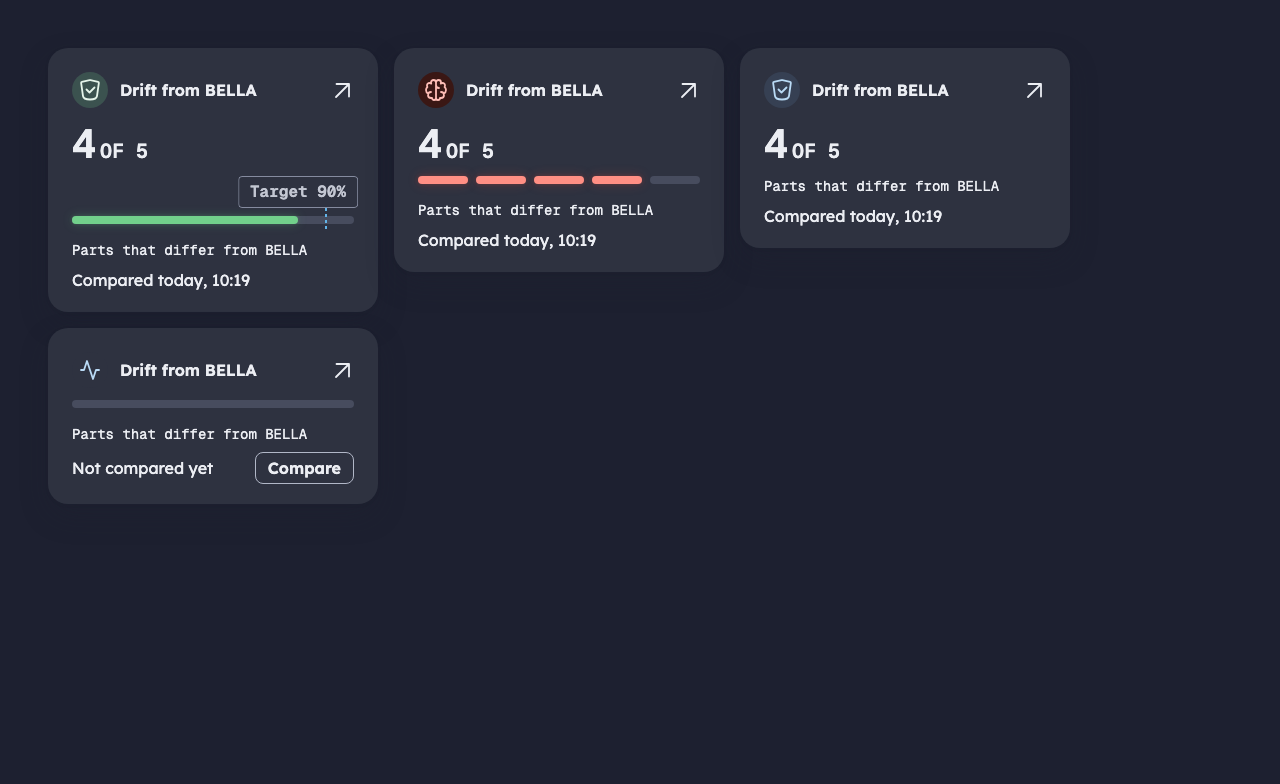 Drift from BELLA
4 OF 5
Target 90%
Parts that differ from BELLA
Compared today, 10:19
Drift from BELLA
4 OF 5
Parts that differ from BELLA
Compared today, 10:19
Drift from BELLA
4 OF 5
Parts that differ from BELLA
Compared today, 10:19
Drift from BELLA
Parts that differ from BELLA
Not compared yet
Compare